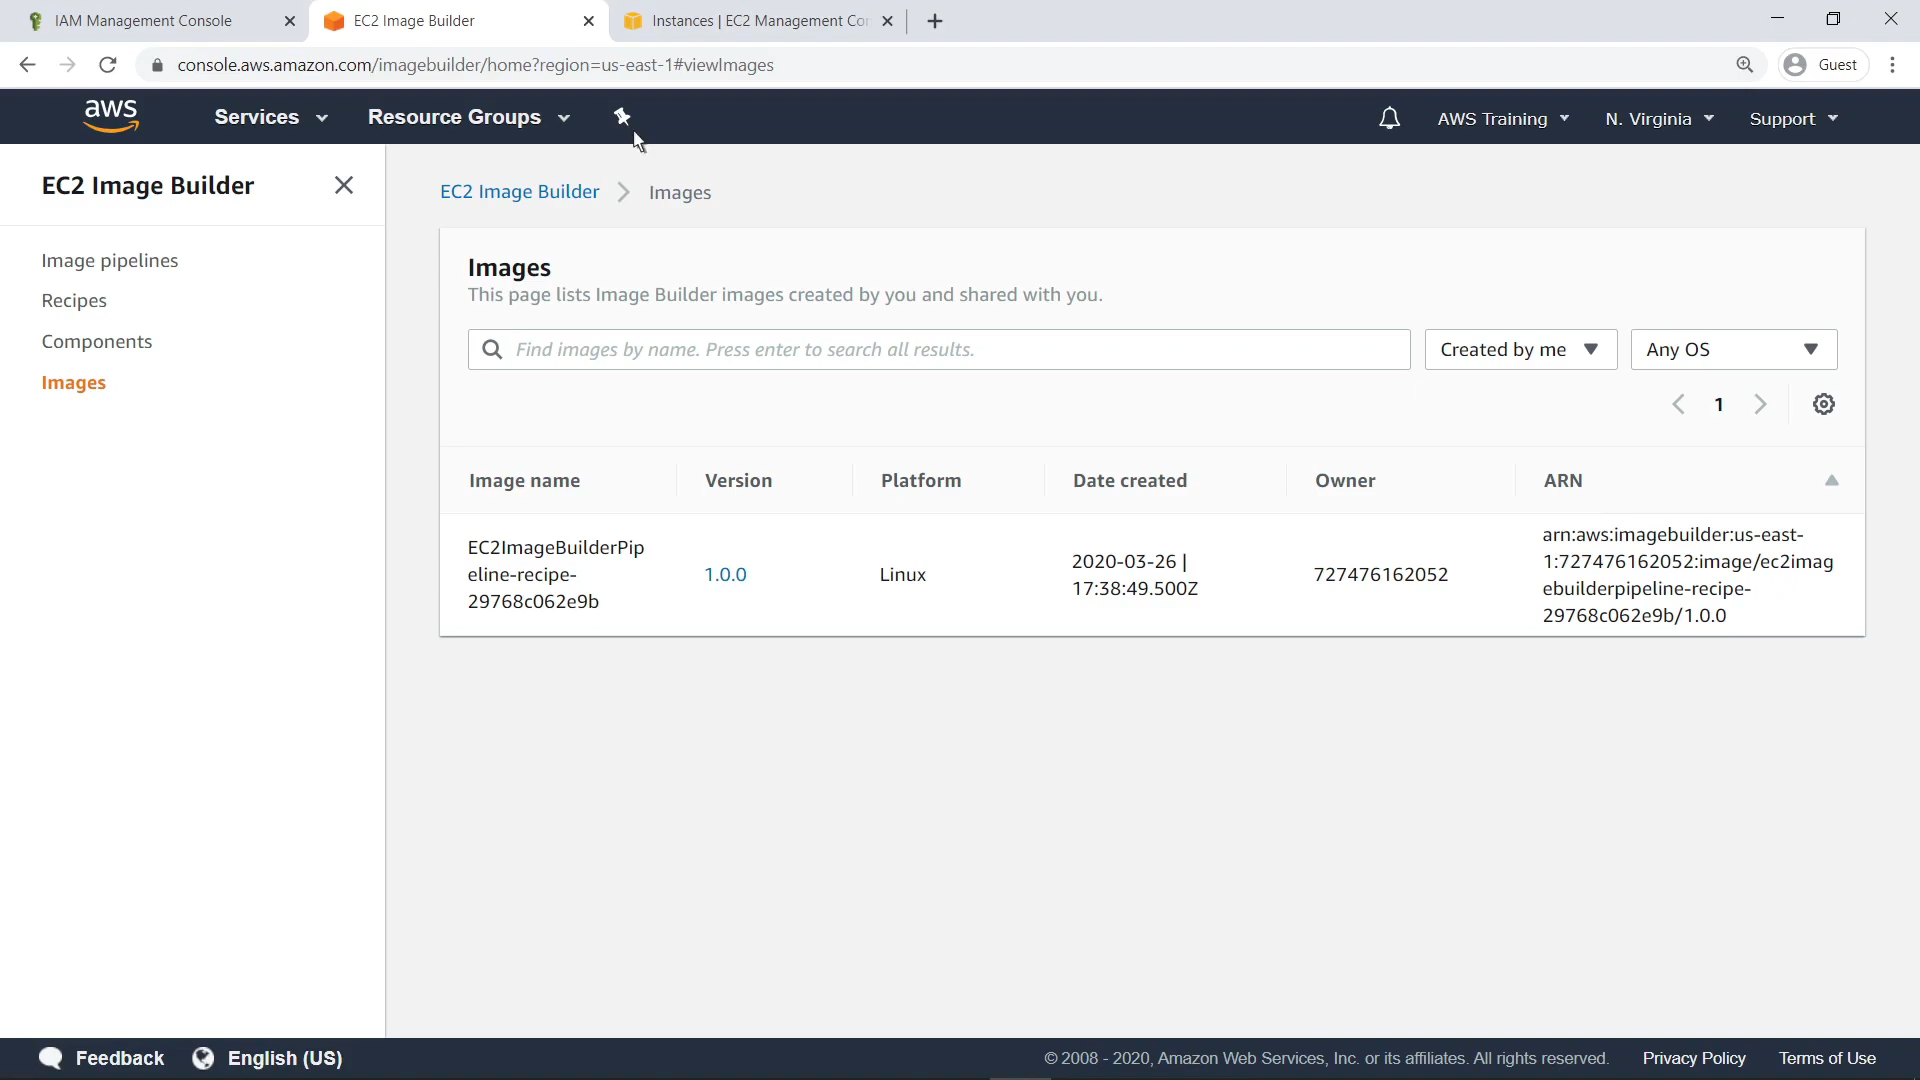 IAM Management Console
EC2 Image Builder
Instances | EC2 Management Con
console.aws.amazon.com/imagebuilder/home?region=us-east-1#viewImages
Guest
aws
Services
Resource Groups
AWS Training
N. Virginia
Support
EC2 Image Builder
Image pipelines
Recipes
Components
Images
EC2 Image Builder
Images
Images
This page lists Image Builder images created by you and shared with you.
Find images by name. Press enter to search all results.
Created by me
Any OS
1
Image name
Version
Platform
Date created
Owner
ARN
EC2ImageBuilderPip
eline-recipe-
29768c062e9b
1.0.0
Linux
2020-03-26 |
17:38:49.500Z
727476162052
arn:aws:imagebuilder:us-east-
1:727476162052:image/ec2imag
ebuilderpipeline-recipe-
29768c062e9b/1.0.0
Feedback
English (US)
© 2008 - 2020, Amazon Web Services, Inc. or its affiliates. All rights reserved.
Privacy Policy
Terms of Use